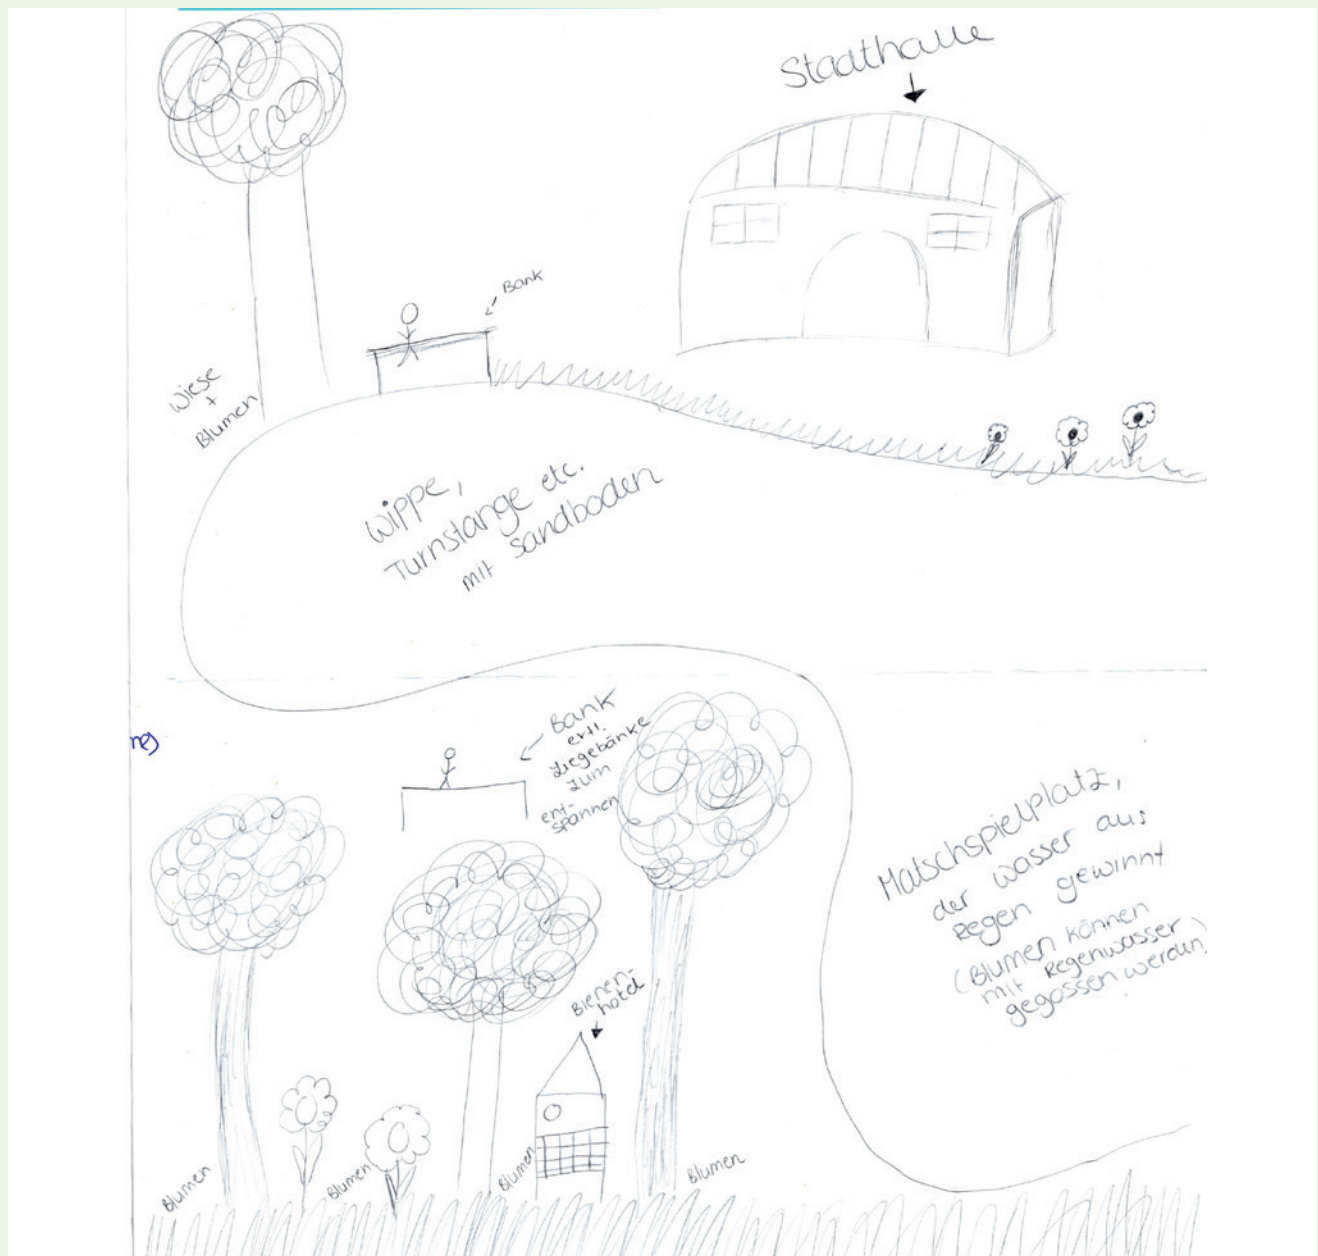 Stadthalle
Bank
Wiese
+
Blumen
Wippe,
Turnstange etc.
mit Sandboden
Bank
evtl.
Liegebänke
zum
ent-
spannen
Matschspielplatz,
der Wasser aus
Regen gewinnt
(Blumen können
mit Regenwasser
gegossen werden)
Bienen-
hotel
Blumen
Blumen
Blumen
Blumen